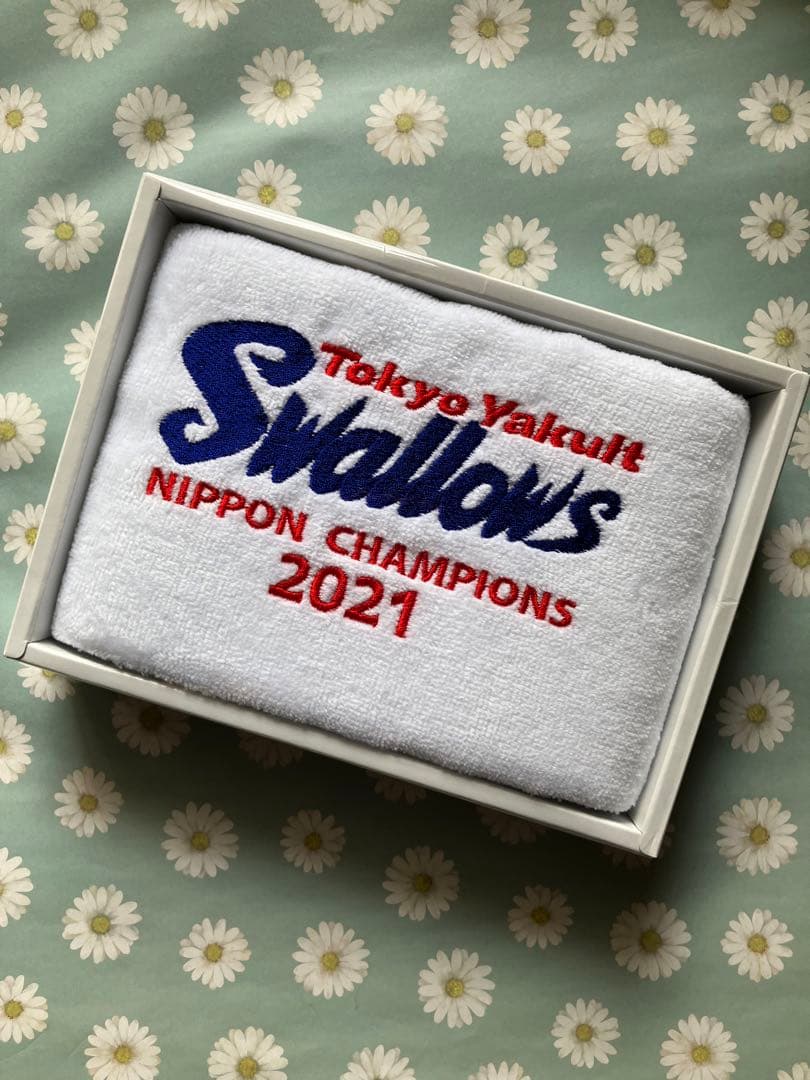 Tokyo Yakult
Swallows
NIPPON CHAMPIONS
2021